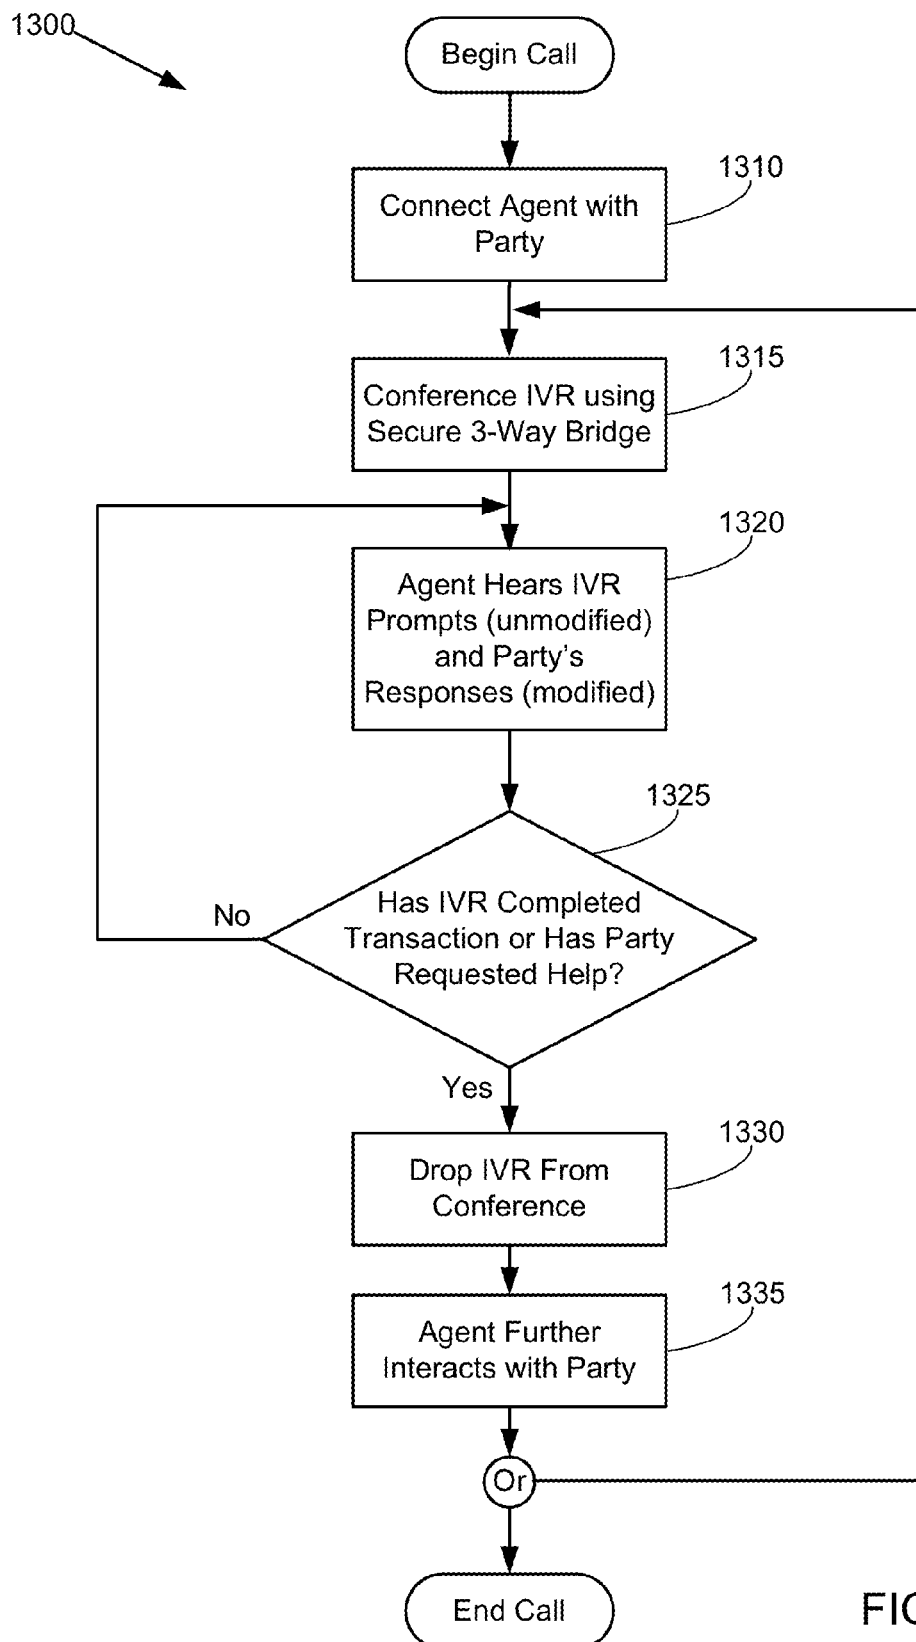 1300
Begin Call
1310
Connect Agent with
Party
1315
Conference IVR using
Secure 3-Way Bridge
1320
Agent Hears IVR
Prompts (unmodified)
and Party's
Responses (modified)
1325
Has IVR Completed
Transaction or Has Party
Requested Help?
No
Yes
1330
Drop IVR From
Conference
1335
Agent Further
Interacts with Party
Or
End Call